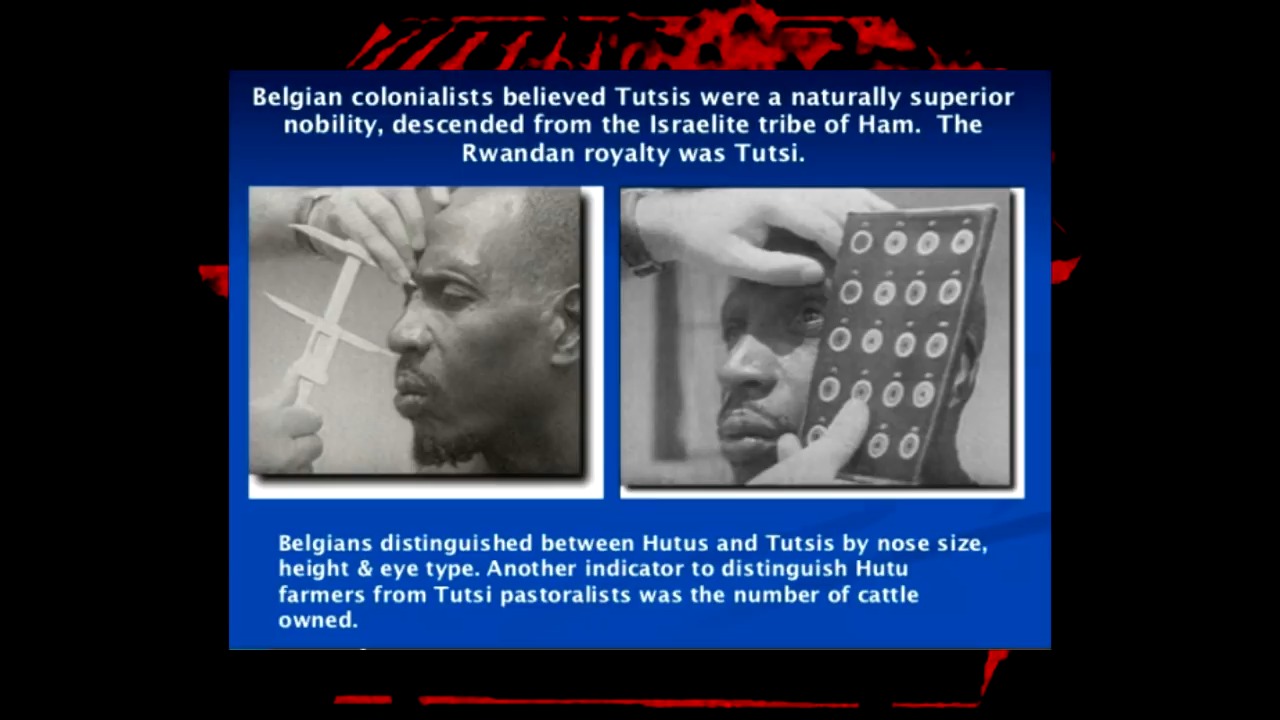 Belgian colonialists believed Tutsis were a naturally superior
nobility, descended from the Israelite tribe of Ham. The
Rwandan royalty was Tutsi.
Belgians distinguished between Hutus and Tutsis by nose size,
height & eye type. Another indicator to distinguish Hutu
farmers from Tutsi pastoralists was the number of cattle
owned.